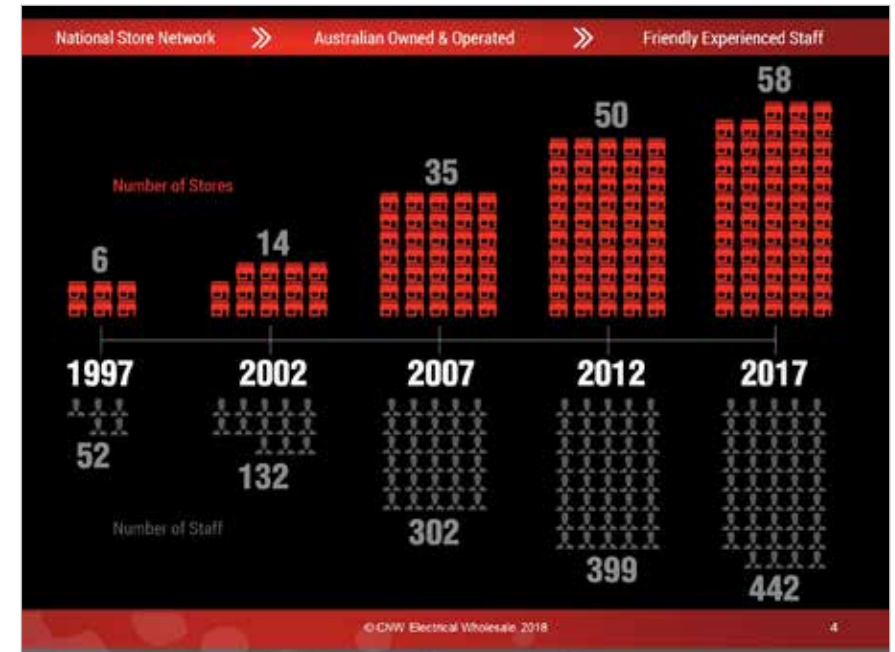 National Store Network » Australian Owned & Operated » Friendly Experienced Staff
58
50
35
Number of Stores
14
6
1997 2002 2007 2012 2017
52
132
302
Number of Staff
399
442
© CNW Electrical Wholesale 2018 4